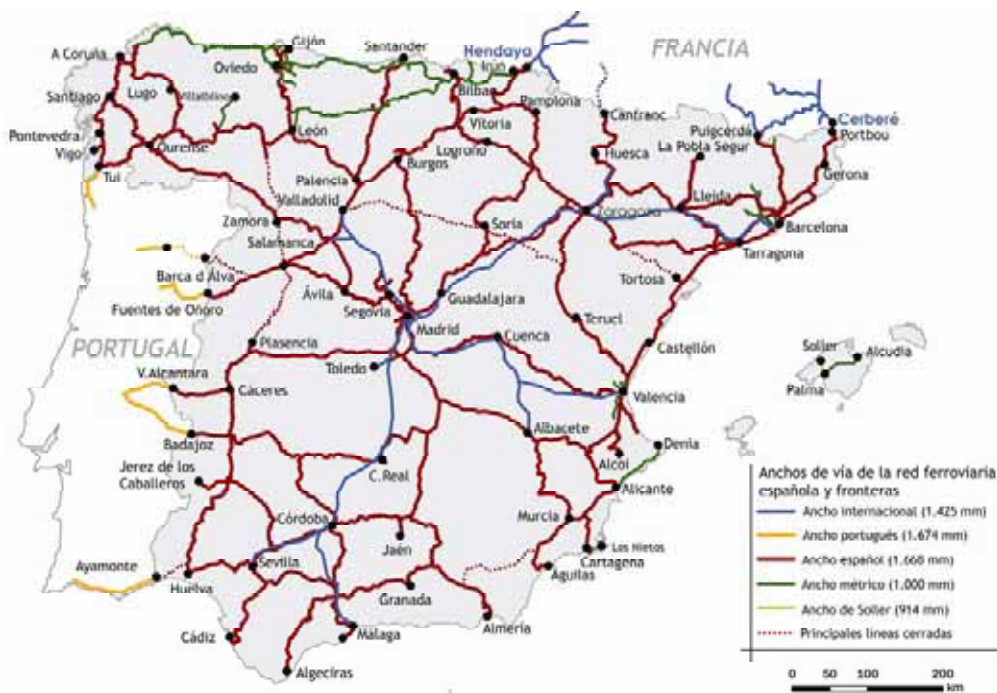 A Coruña
Gijón
Santander
Hendaya
FRANCIA
Oviedo
Irún
Santiago
Lugo
Villablino
Bilbao
Pamplona
Canfranc
Cerberé
Puigcerdá
Portbou
Pontevedra
León
Vitoria
La Pobla Segur
Vigo
Ourense
Logroño
Huesca
Tui
Burgos
Gerona
Palencia
Valladolid
Lleida
Zamora
Soria
Zaragoza
Barcelona
Salamanca
Tarragona
Barca d Alva
Tortosa
Fuentes de Oñoro
Ávila
Segovia
Guadalajara
Madrid
Teruel
PORTUGAL
Plasencia
Cuenca
Castellón
Soller
Alcudia
V.Alcantara
Toledo
Palma
Cáceres
Valencia
Badajoz
Albacete
Denia
Jerez de los
Caballeros
C.Real
Alcoi
Alicante
Anchos de vía de la red ferroviaria
española y fronteras
Ancho internacional (1.425 mm)
Ancho portugués (1.674 mm)
Ancho español (1.668 mm)
Ancho métrico (1.000 mm)
Ancho de Soller (914 mm)
Principales lineas cerradas
Córdoba
Murcia
Jaén
Los Nietos
Cartagena
Ayamonte
Sevilla
Aguilas
Huelva
Granada
Cádiz
Málaga
Almería
Algeciras
0 50 100 200
km